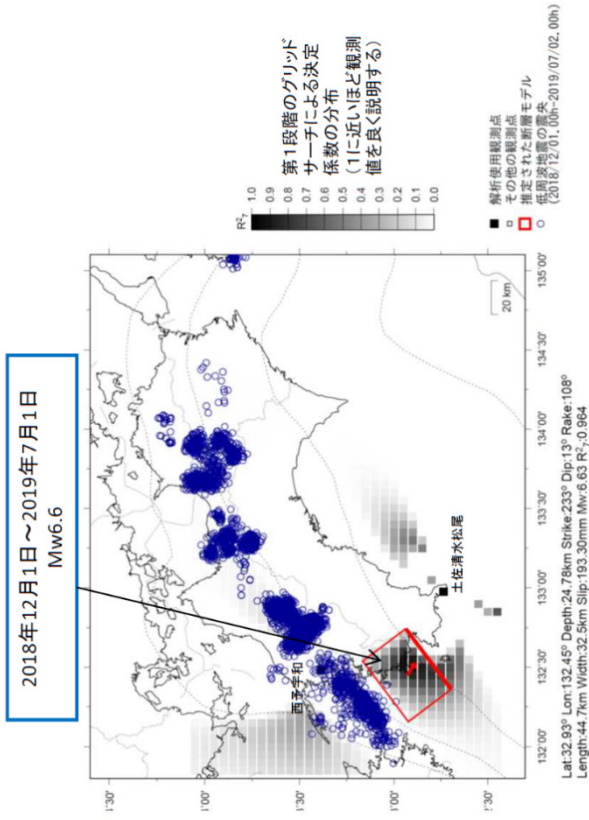 2018年12月1日～2019年7月1日
Mw6.6
第1段階のグリッド
サーチによる決定
係数の分布
(1に近いほど観測
値を良く説明する)
R²₇
1.0
0.9
0.8
0.7
0.6
0.5
0.4
0.3
0.2
0.1
0.0
解析使用観測点
その他の観測点
推定された断層モデル
低周波地震の震央
(2018/12/01, 00h-2019/07/02, 00h)
西予宇和
土佐清水松尾
20 km
132°00'
132°30'
133°00'
133°30'
134°00'
134°30'
135°00'
Lat:32.93° Lon:132.45° Depth:24.78km Strike:233° Dip:13° Rake:108°
Length:44.7km Width:32.5km Slip:193.30mm Mw:6.63 R²₇:0.964